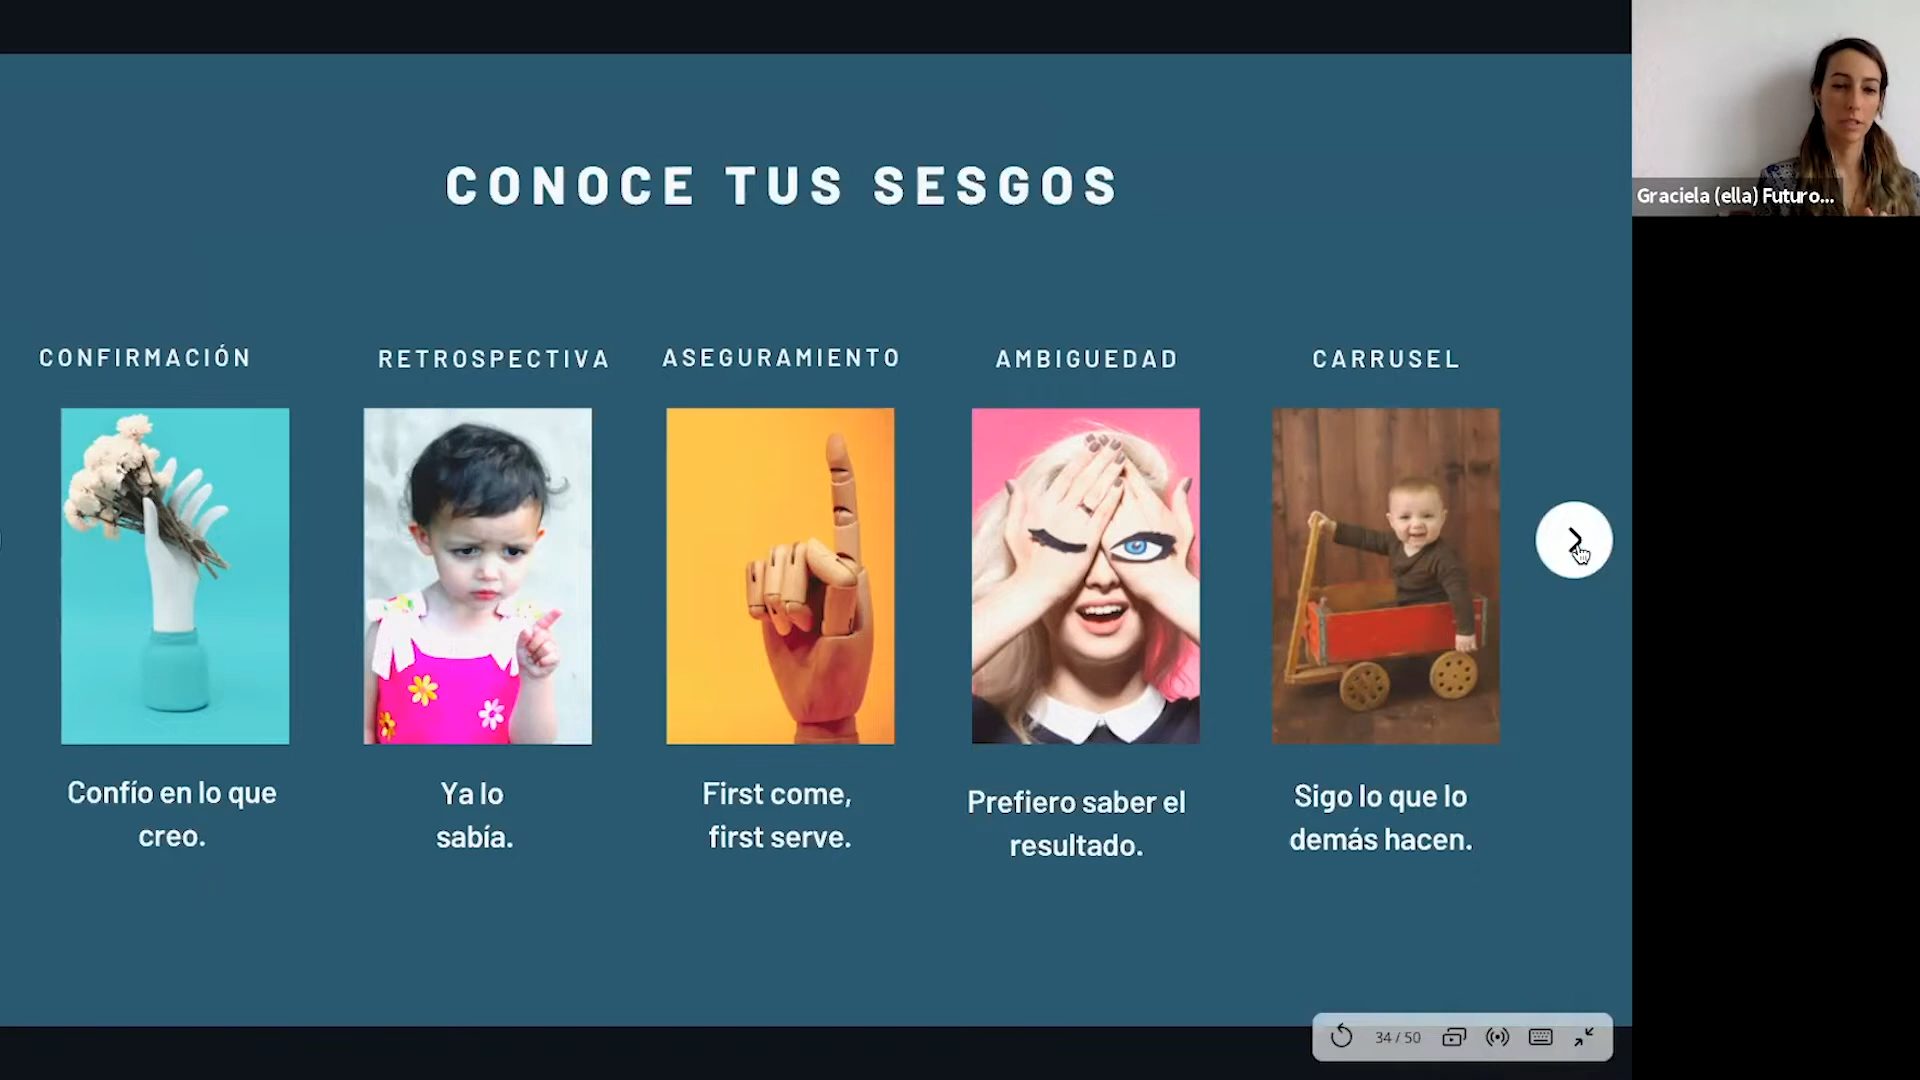 CONOCE TUS SESGOS
Graciela (ella) Futuro...
CONFIRMACIÓN
RETROSPECTIVA
ASEGURAMIENTO
AMBIGUEDAD
CARRUSEL
Confío en lo que
creo.
Ya lo
sabía.
First come,
first serve.
Prefiero saber el
resultado.
Sigo lo que lo
demás hacen.
34 / 50